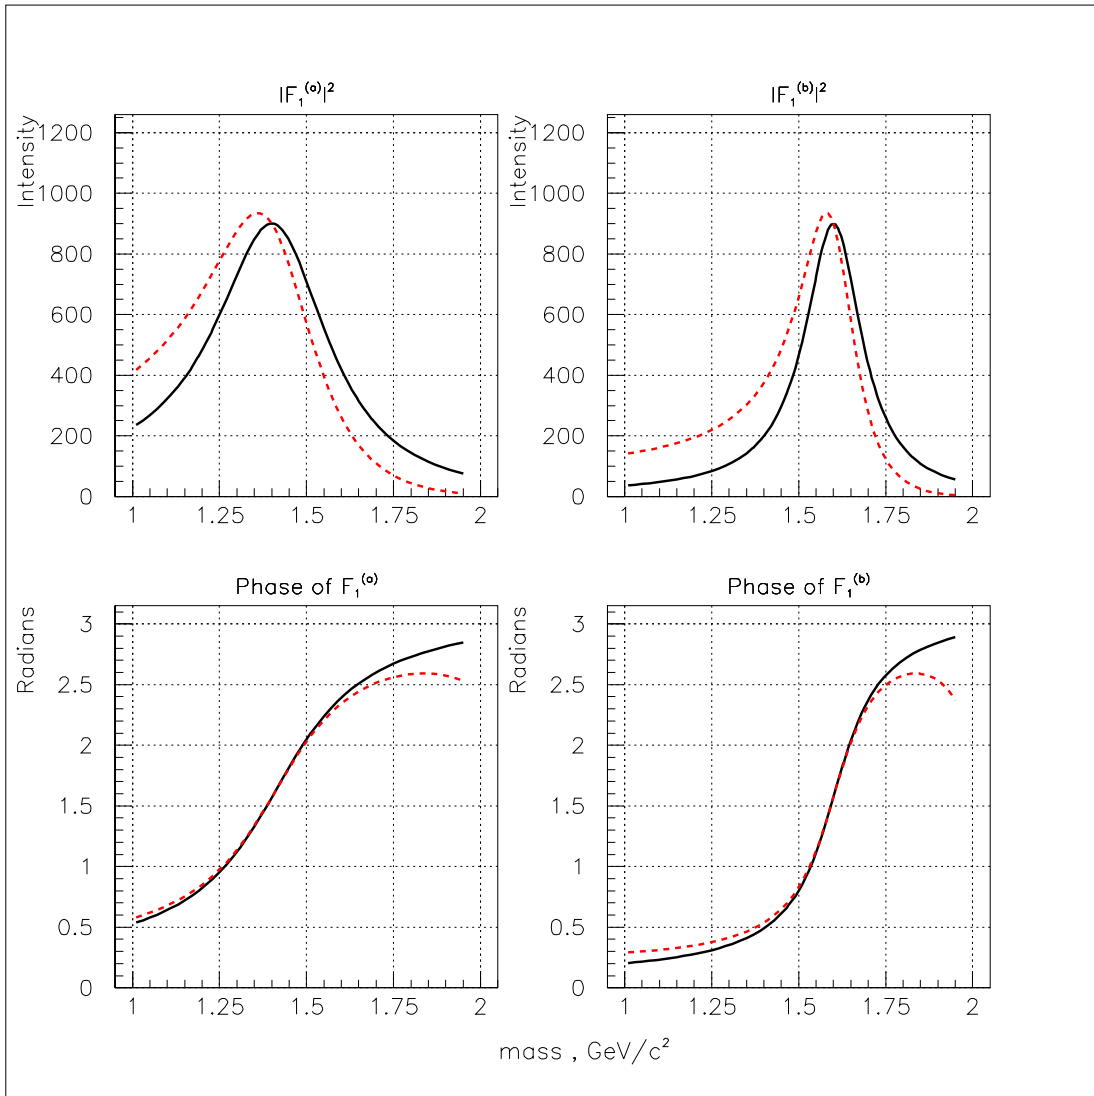 |F₁⁽ᵃ⁾|² |F₁⁽ᵇ⁾|²
Intensity Intensity
1200 1200
1000 1000
800 800
600 600
400 400
200 200
0 0
1 1.25 1.5 1.75 2 1 1.25 1.5 1.75 2
Phase of F₁⁽ᵃ⁾ Phase of F₁⁽ᵇ⁾
Radians Radians
3 3
2.5 2.5
2 2
1.5 1.5
1 1
0.5 0.5
0 0
1 1.25 1.5 1.75 2 1 1.25 1.5 1.75 2
mass , GeV/c²